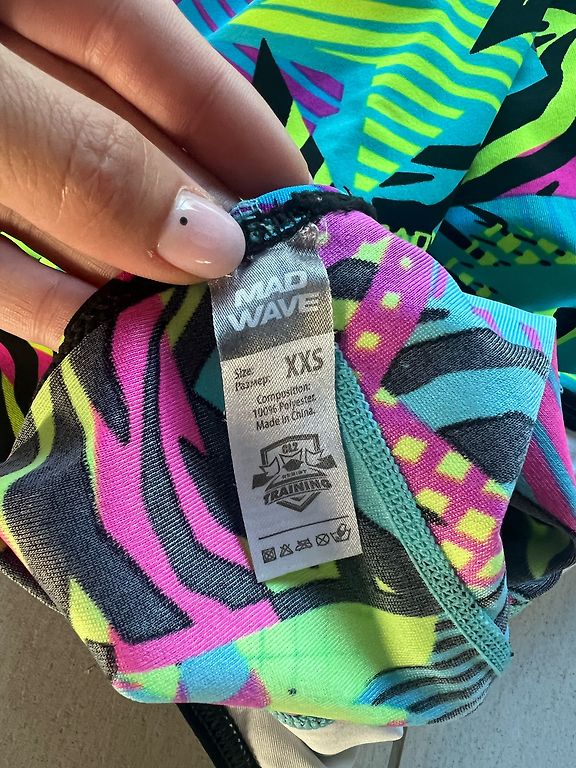 MAD
WAVE
Size:
Размер: XXS
Composition:
100% Polyester.
Made in China.
TRAINING